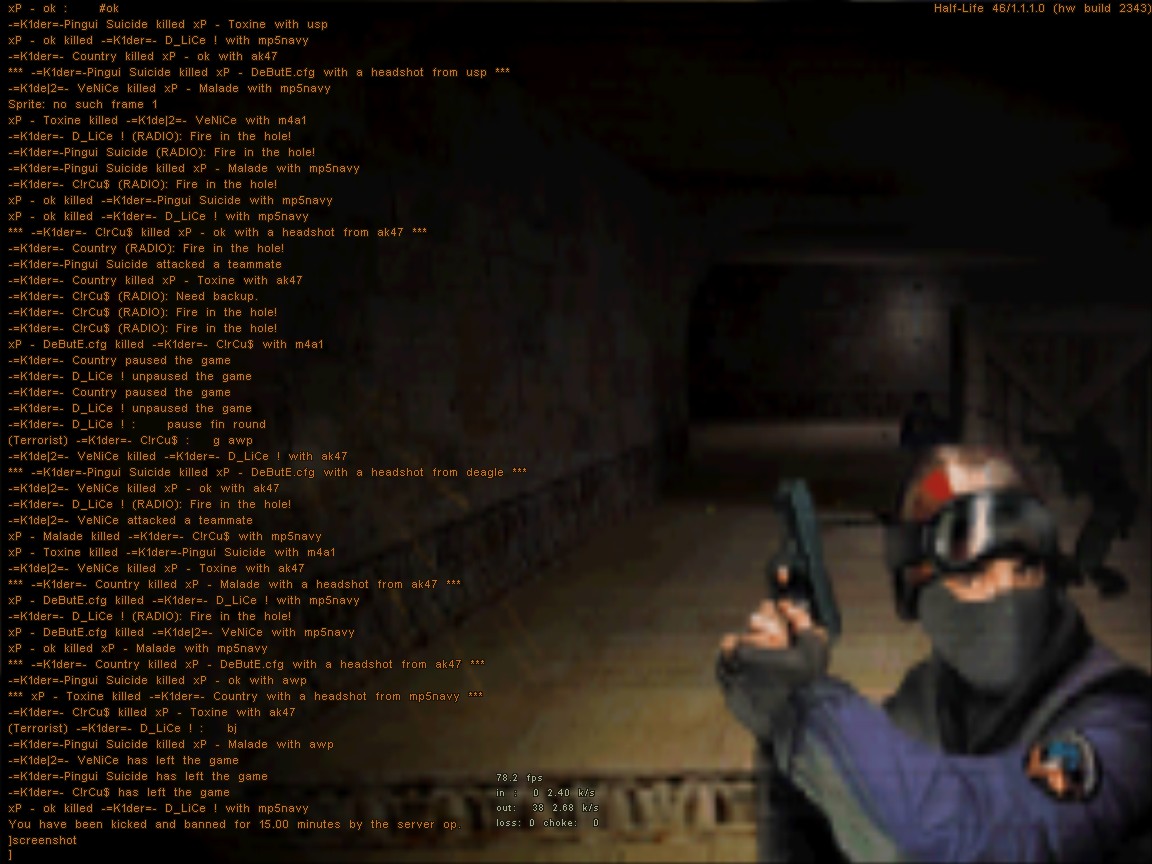 xP - ok :     #ok
Half-Life 46/1.1.1.0 (hw build 2343)
-=K1der=-Pingui Suicide killed xP - Toxine with usp
xP - ok killed -=K1der=- D_LiCe ! with mp5navy
-=K1der=- Country killed xP - ok with ak47
*** -=K1der=-Pingui Suicide killed xP - DeButE.cfg with a headshot from usp ***
-=K1de|2=- VeNiCe killed xP - Malade with mp5navy
Sprite: no such frame 1
xP - Toxine killed -=K1de|2=- VeNiCe with m4a1
-=K1der=- D_LiCe ! (RADIO): Fire in the hole!
-=K1der=-Pingui Suicide (RADIO): Fire in the hole!
-=K1der=-Pingui Suicide killed xP - Malade with mp5navy
-=K1der=- C!rCu$ (RADIO): Fire in the hole!
xP - ok killed -=K1der=-Pingui Suicide with mp5navy
xP - ok killed -=K1der=- D_LiCe ! with mp5navy
*** -=K1der=- C!rCu$ killed xP - ok with a headshot from ak47 ***
-=K1der=- Country (RADIO): Fire in the hole!
-=K1der=-Pingui Suicide attacked a teammate
-=K1der=- Country killed xP - Toxine with ak47
-=K1der=- C!rCu$ (RADIO): Need backup.
-=K1der=- C!rCu$ (RADIO): Fire in the hole!
-=K1der=- C!rCu$ (RADIO): Fire in the hole!
xP - DeButE.cfg killed -=K1der=- C!rCu$ with m4a1
-=K1der=- Country paused the game
-=K1der=- D_LiCe ! unpaused the game
-=K1der=- Country paused the game
-=K1der=- D_LiCe ! unpaused the game
-=K1der=- D_LiCe ! :     pause fin round
(Terrorist) -=K1der=- C!rCu$ :    g awp
-=K1de|2=- VeNiCe killed -=K1der=- D_LiCe ! with ak47
*** -=K1der=-Pingui Suicide killed xP - DeButE.cfg with a headshot from deagle ***
-=K1de|2=- VeNiCe killed xP - ok with ak47
-=K1der=- D_LiCe ! (RADIO): Fire in the hole!
-=K1de|2=- VeNiCe attacked a teammate
xP - Malade killed -=K1der=- C!rCu$ with mp5navy
xP - Toxine killed -=K1der=-Pingui Suicide with m4a1
-=K1de|2=- VeNiCe killed xP - Toxine with ak47
*** -=K1der=- Country killed xP - Malade with a headshot from ak47 ***
xP - DeButE.cfg killed -=K1der=- D_LiCe ! with mp5navy
-=K1der=- D_LiCe ! (RADIO): Fire in the hole!
xP - DeButE.cfg killed -=K1de|2=- VeNiCe with mp5navy
xP - ok killed xP - Malade with mp5navy
*** -=K1der=- Country killed xP - DeButE.cfg with a headshot from ak47 ***
-=K1der=-Pingui Suicide killed xP - ok with awp
*** xP - Toxine killed -=K1der=- Country with a headshot from mp5navy ***
-=K1der=- C!rCu$ killed xP - Toxine with ak47
(Terrorist) -=K1der=- D_LiCe ! :    bj
-=K1der=-Pingui Suicide killed xP - Malade with awp
-=K1de|2=- VeNiCe has left the game
-=K1der=-Pingui Suicide has left the game
-=K1der=- C!rCu$ has left the game
xP - ok killed -=K1der=- D_LiCe ! with mp5navy
You have been kicked and banned for 15.00 minutes by the server op.
]screenshot
]
78.2 fps
in :   0 2.40 k/s
out:   38 2.68 k/s
loss: 0 choke:   0